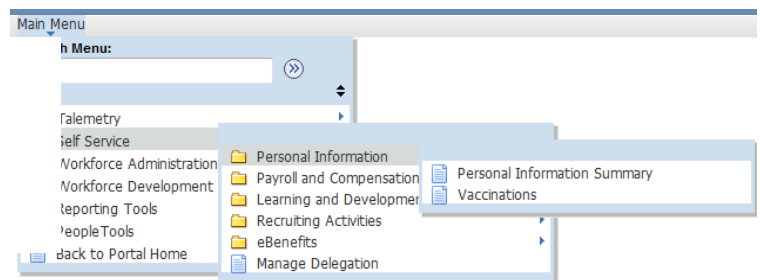 Main Menu
h Menu:
Talemetry
Self Service
Workforce Administration
Workforce Development
Reporting Tools
PeopleTools
Back to Portal Home
Personal Information
Payroll and Compensation
Learning and Developmen
Recruiting Activities
eBenefits
Manage Delegation
Personal Information Summary
Vaccinations